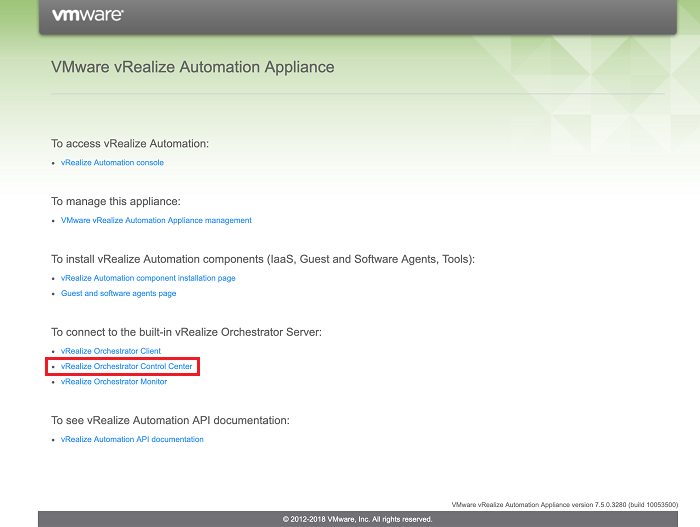 vmware®
VMware vRealize Automation Appliance
To access vRealize Automation:
• vRealize Automation console
To manage this appliance:
• VMware vRealize Automation Appliance management
To install vRealize Automation components (IaaS, Guest and Software Agents, Tools):
• vRealize Automation component installation page
• Guest and software agents page
To connect to the built-in vRealize Orchestrator Server:
• vRealize Orchestrator Client
• vRealize Orchestrator Control Center
• vRealize Orchestrator Monitor
To see vRealize Automation API documentation:
• vRealize Automation API documentation
VMware vRealize Automation Appliance version 7.5.0.3280 (build 10053500)
© 2012-2018 VMware, Inc. All rights reserved.